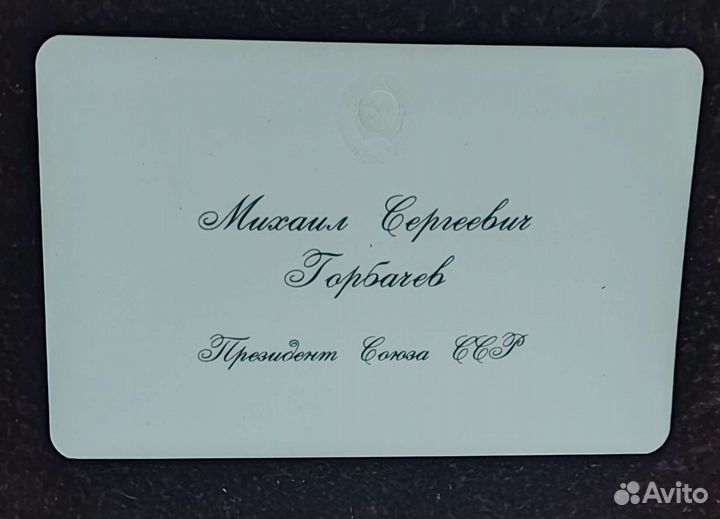 Михаил Сергеевич
Горбачев
Президент Союза ССР
Avito